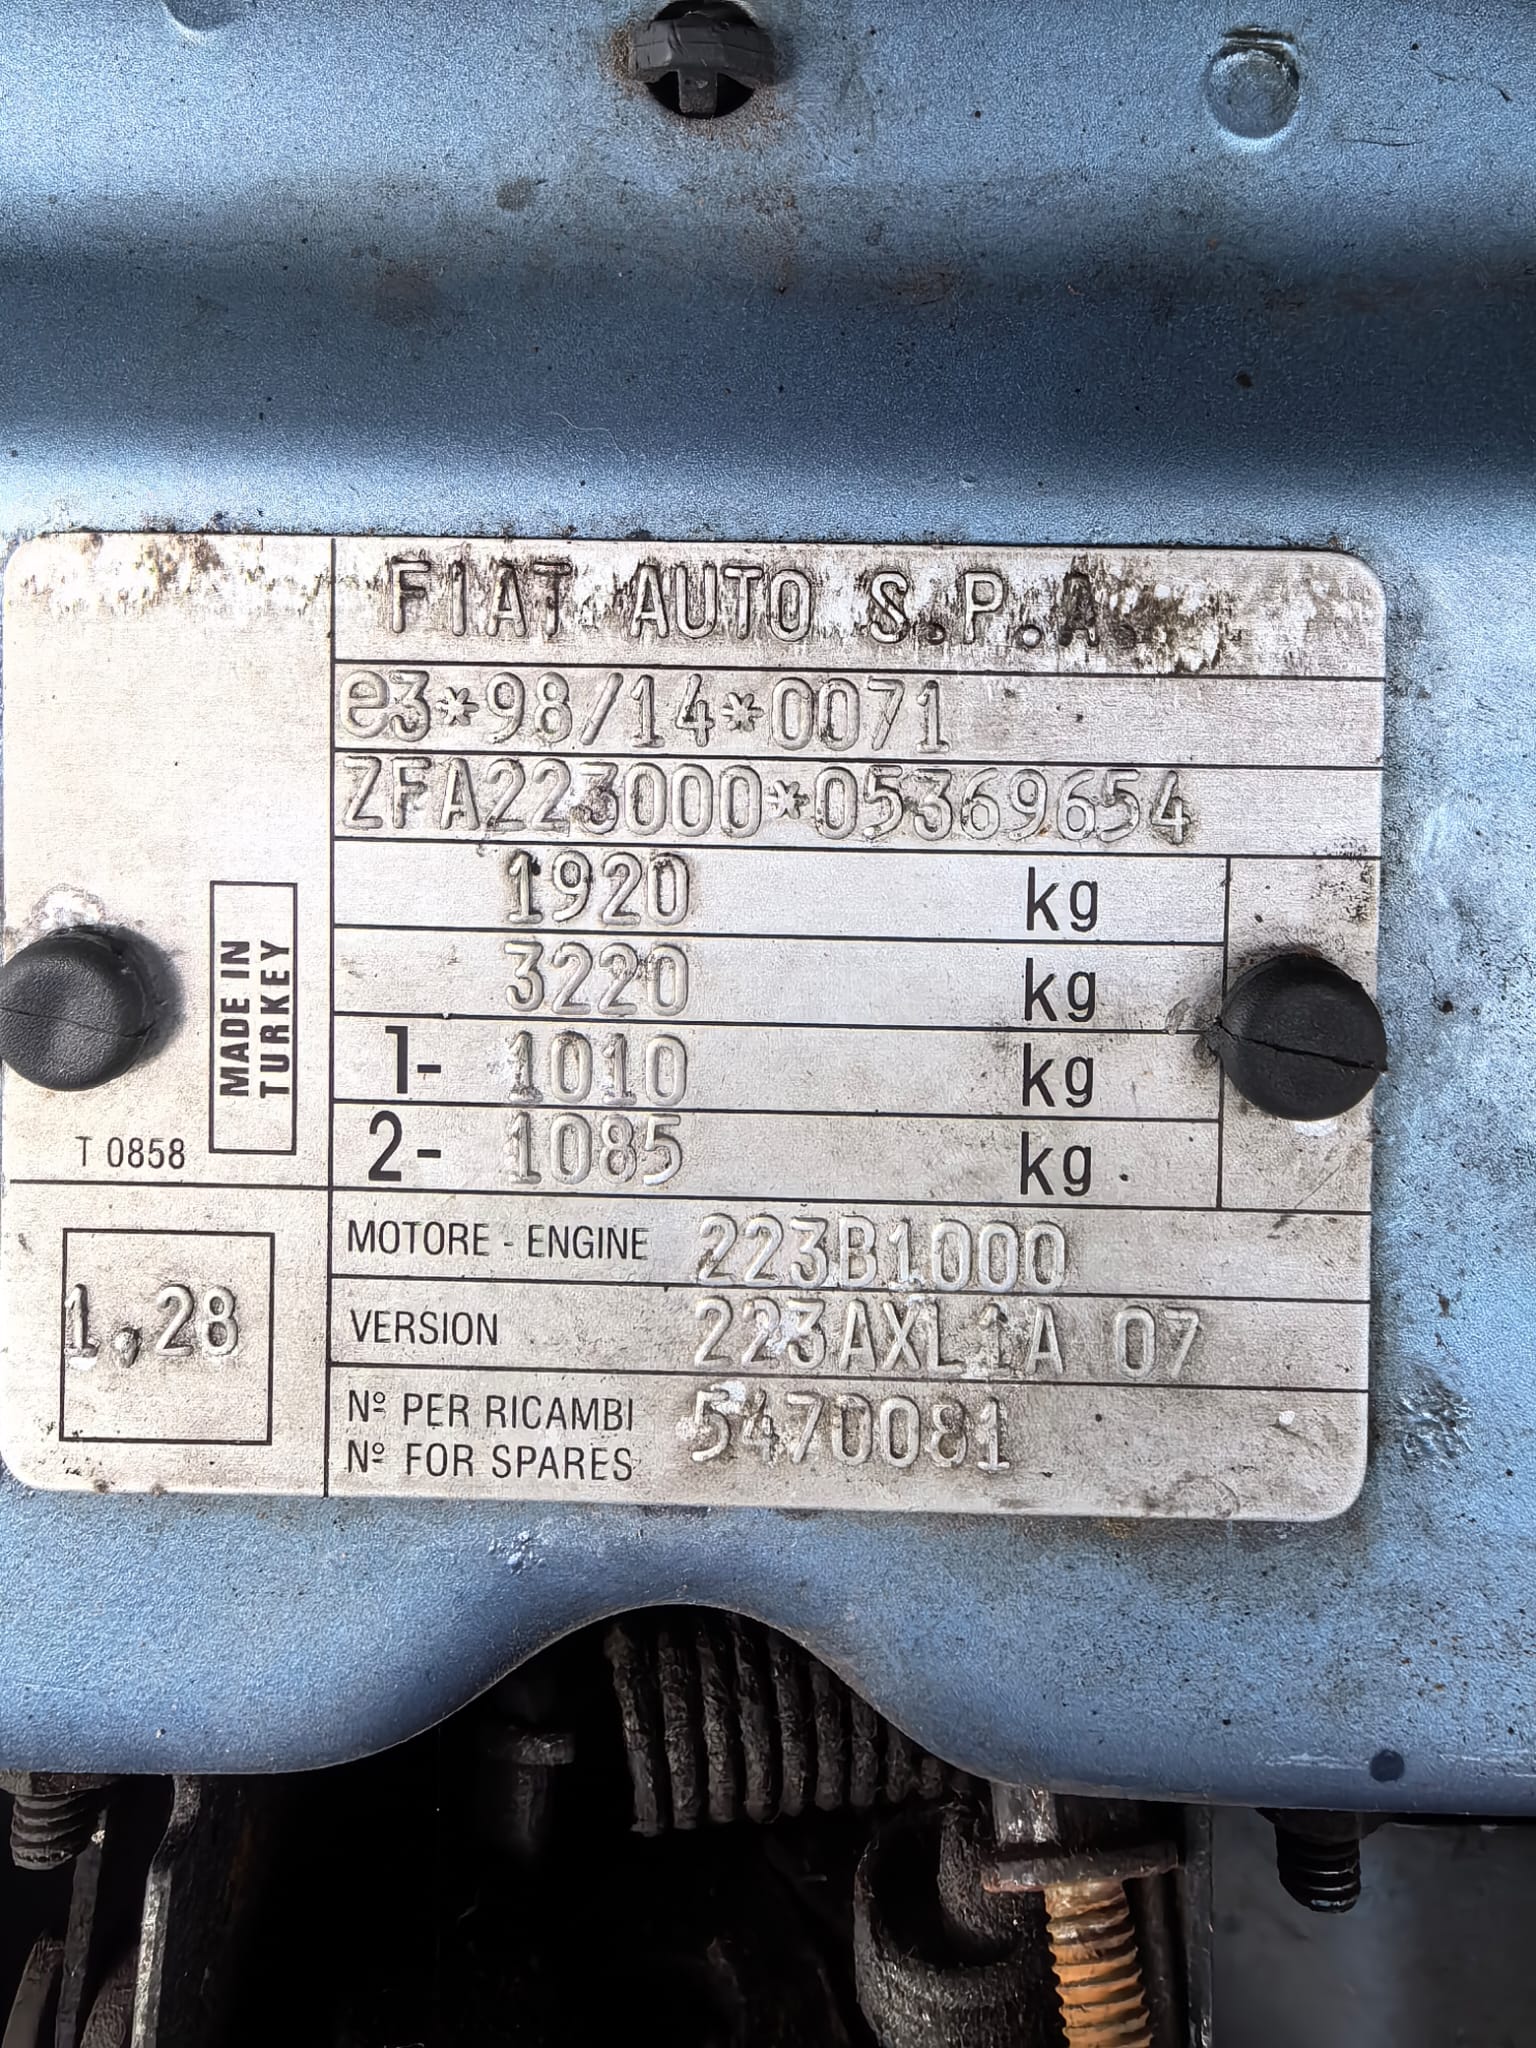 FIAT AUTO S.P.A.
e3*98/14*0071
ZFA223000*05369654
1920 kg
3220 kg
1- 1010 kg
2- 1085 kg
MADE IN
TURKEY
T 0858
1,28
MOTORE - ENGINE 223B1000
VERSION 223AXL1A 07
Nº PER RICAMBI
Nº FOR SPARES 5470081